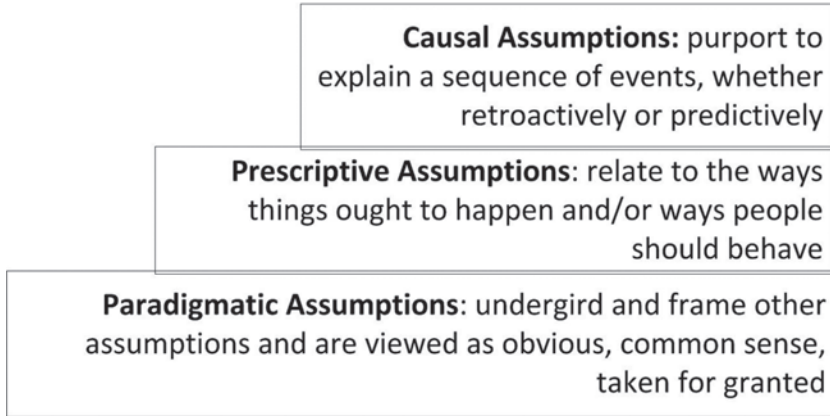 Causal Assumptions: purport to
explain a sequence of events, whether
retroactively or predictively
Prescriptive Assumptions: relate to the ways
things ought to happen and/or ways people
should behave
Paradigmatic Assumptions: undergird and frame other
assumptions and are viewed as obvious, common sense,
taken for granted